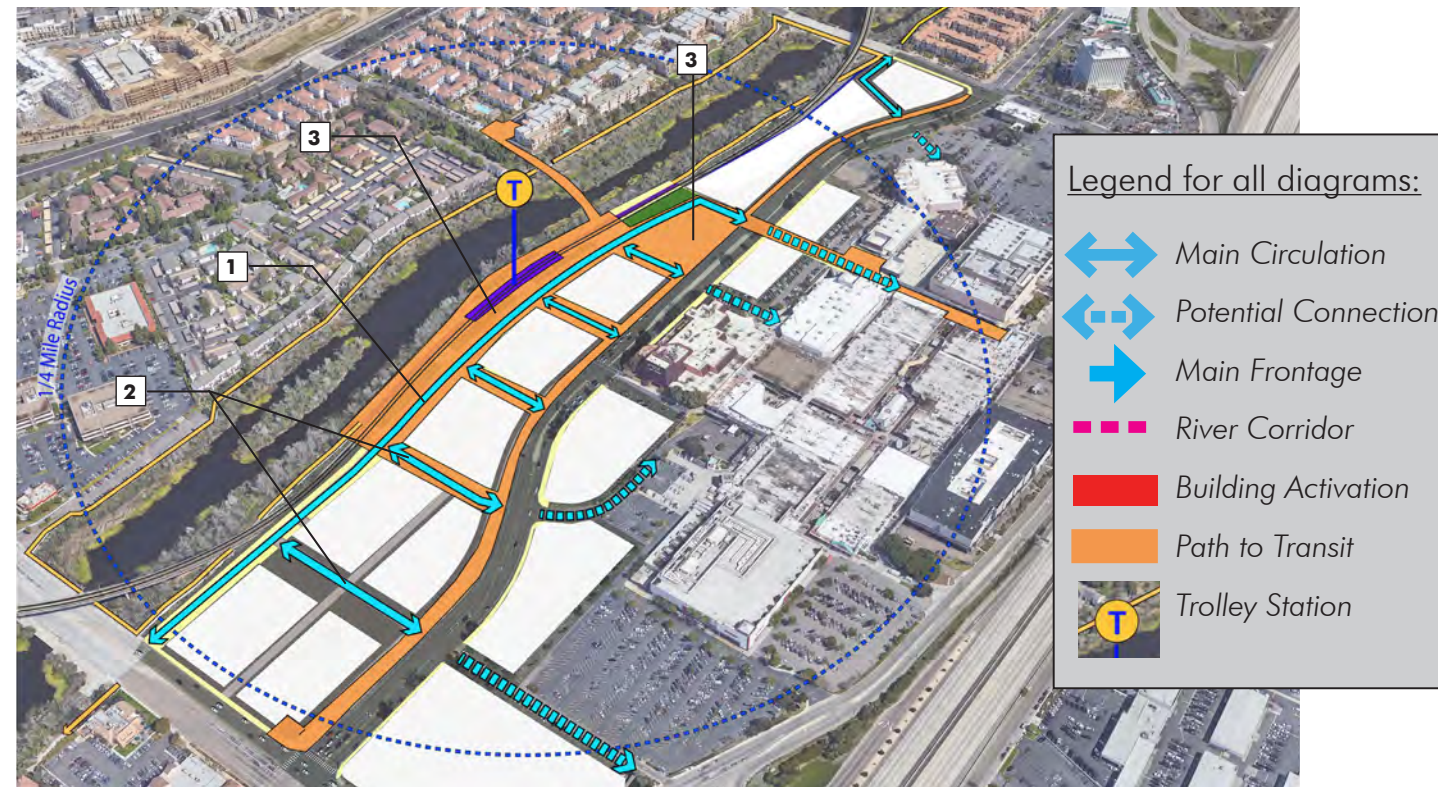 3
3
T
1
1/4 Mile Radius
2
Legend for all diagrams:
Main Circulation
Potential Connection
Main Frontage
River Corridor
Building Activation
Path to Transit
T
Trolley Station